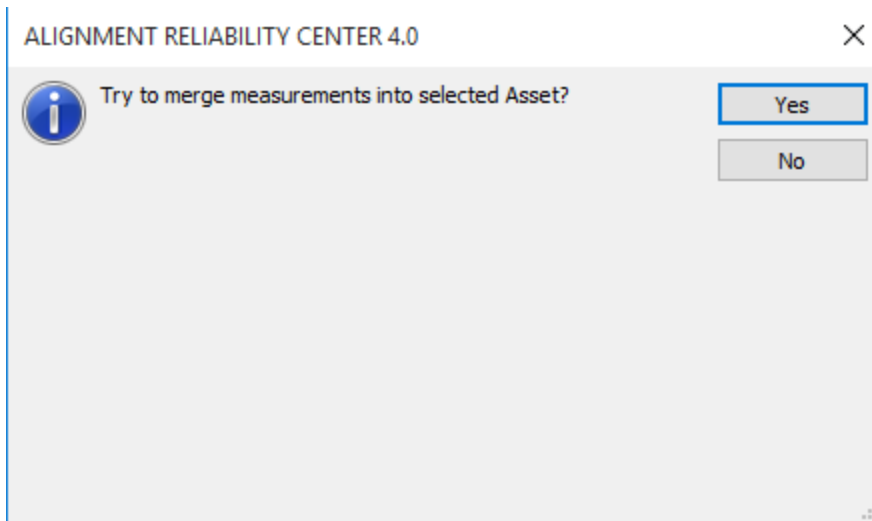 ALIGNMENT RELIABILITY CENTER 4.0
Try to merge measurements into selected Asset?
Yes
No